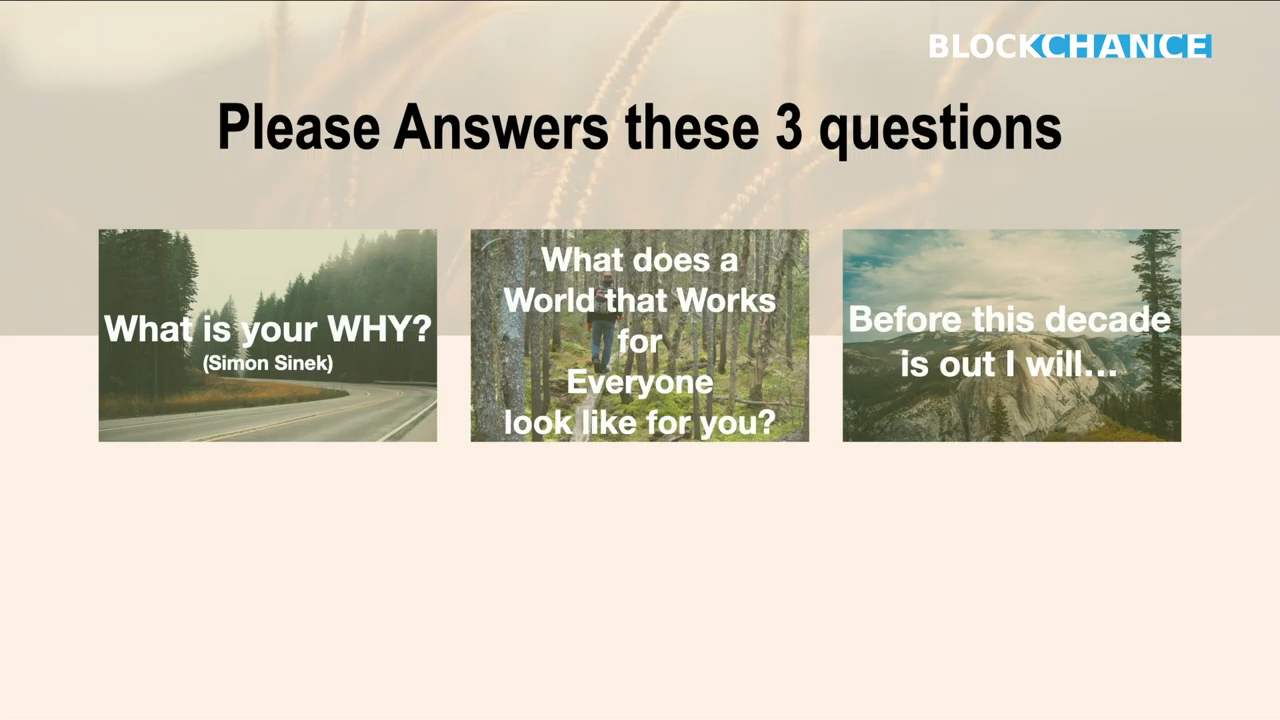 BLOCKCHANCE
Please Answers these 3 questions
What is your WHY?
(Simon Sinek)
What does a
World that Works
for
Everyone
look like for you?
Before this decade
is out I will...